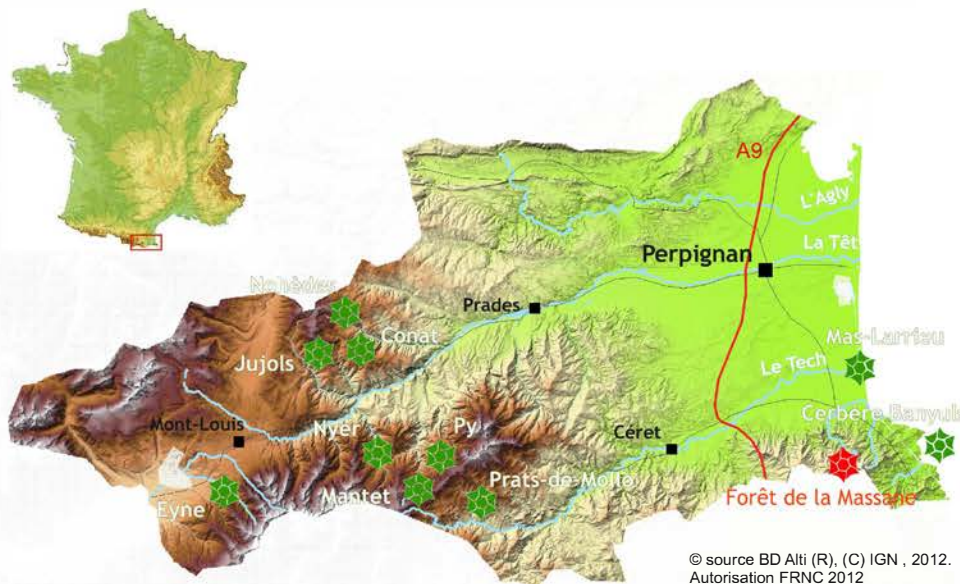 A9
L'Agly
La Têt
Perpignan
Prades
Nohèdes
Conat
Jujols
Mas-Larrieu
Le Tech
Mont-Louis
Nyer
Py
Céret
Cerbère-Banyuls
Mantet
Prats-de-Mollo
Eyne
Forêt de la Massane
© source BD Alti (R), (C) IGN , 2012.
Autorisation FRNC 2012